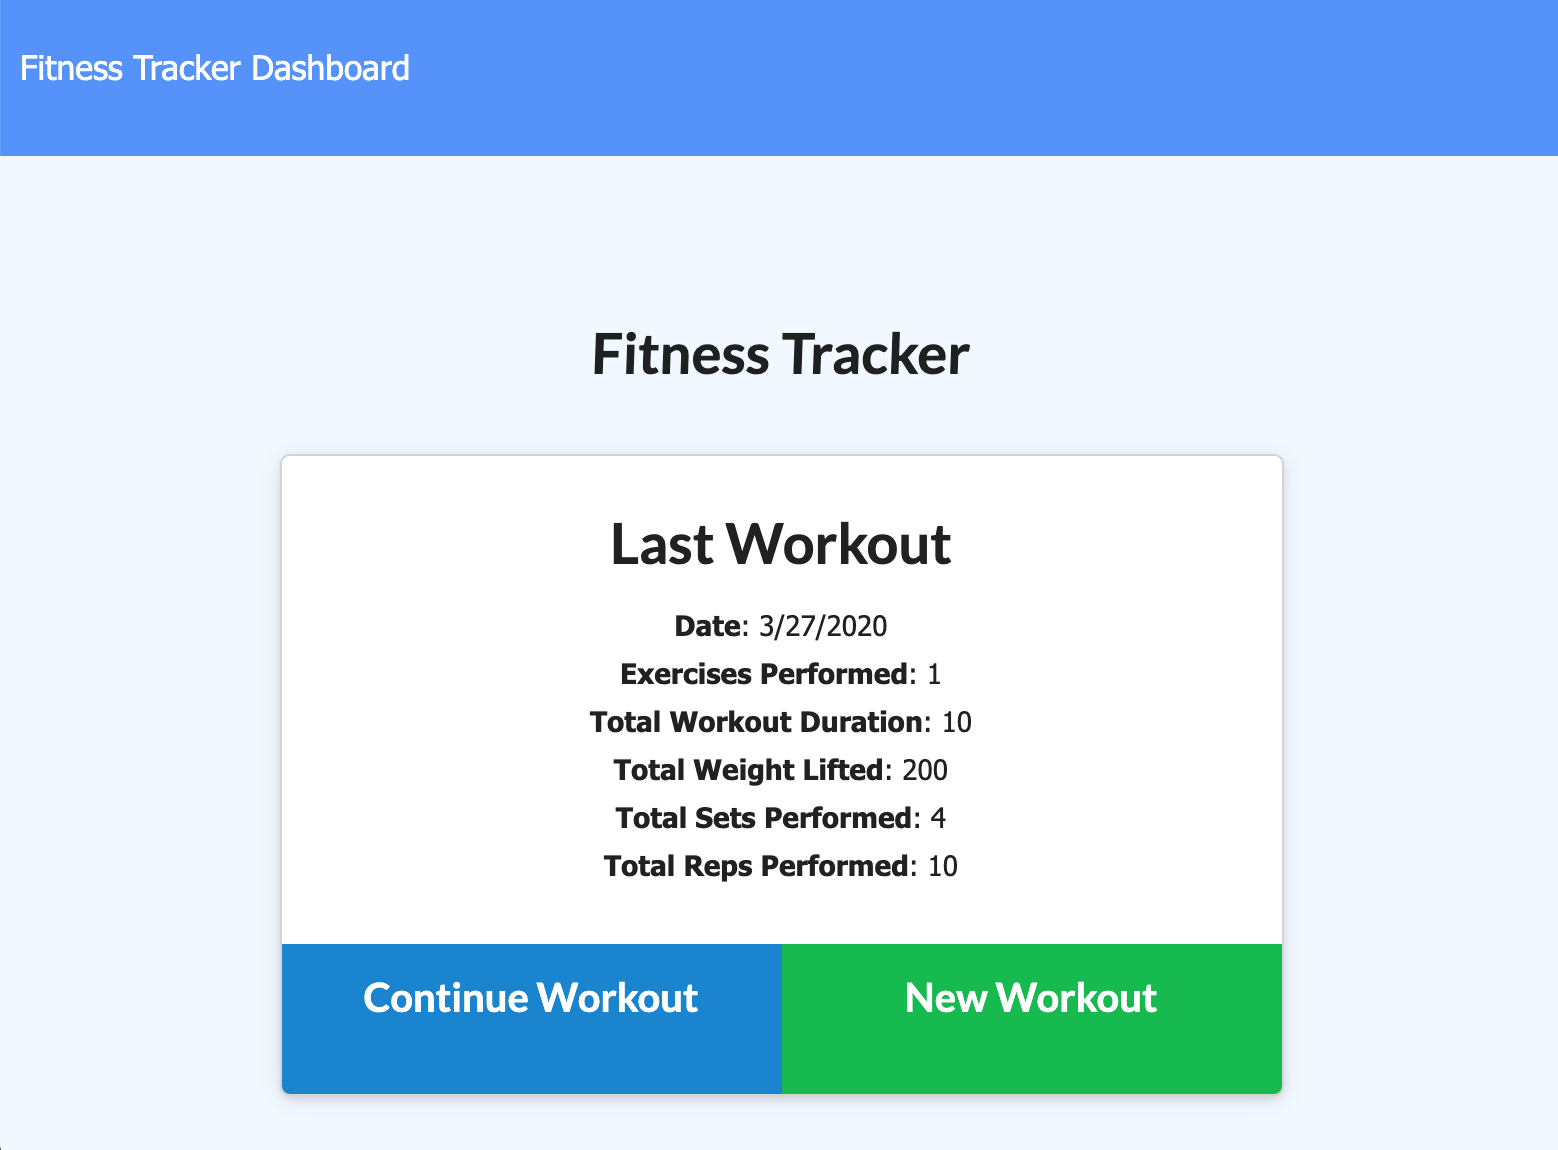 Fitness Tracker Dashboard
Fitness Tracker
Last Workout
Date: 3/27/2020
Exercises Performed: 1
Total Workout Duration: 10
Total Weight Lifted: 200
Total Sets Performed: 4
Total Reps Performed: 10
Continue Workout
New Workout